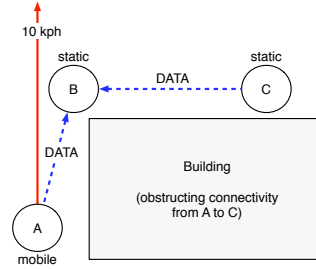 10 kph
static
static
B
DATA
C
DATA
Building
(obstructing connectivity
from A to C)
A
mobile